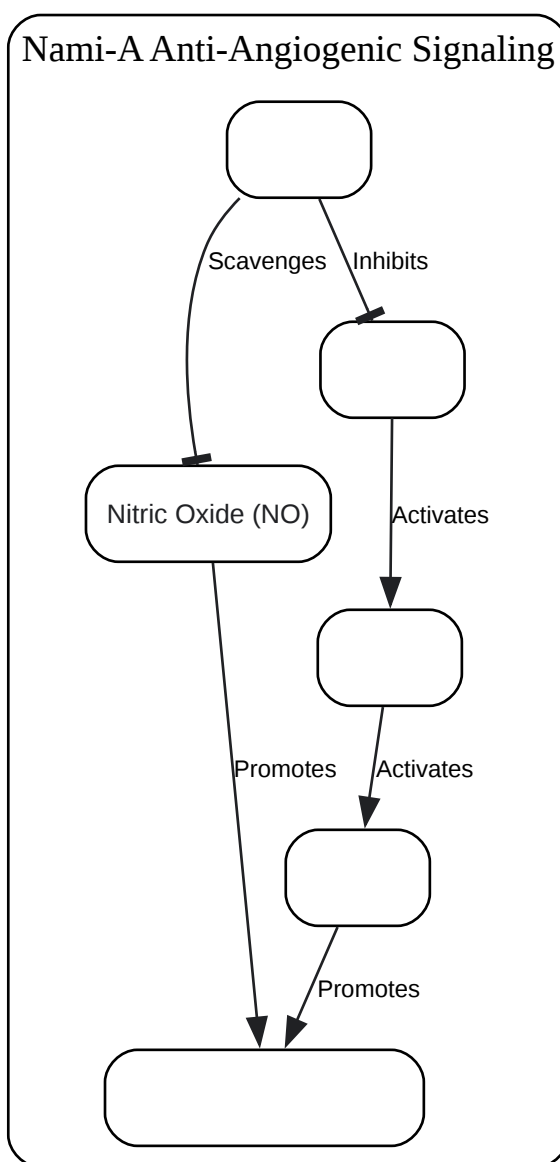 Nami-A Anti-Angiogenic Signaling
Scavenges
Inhibits
Nitric Oxide (NO)
Activates
Promotes
Activates
Promotes